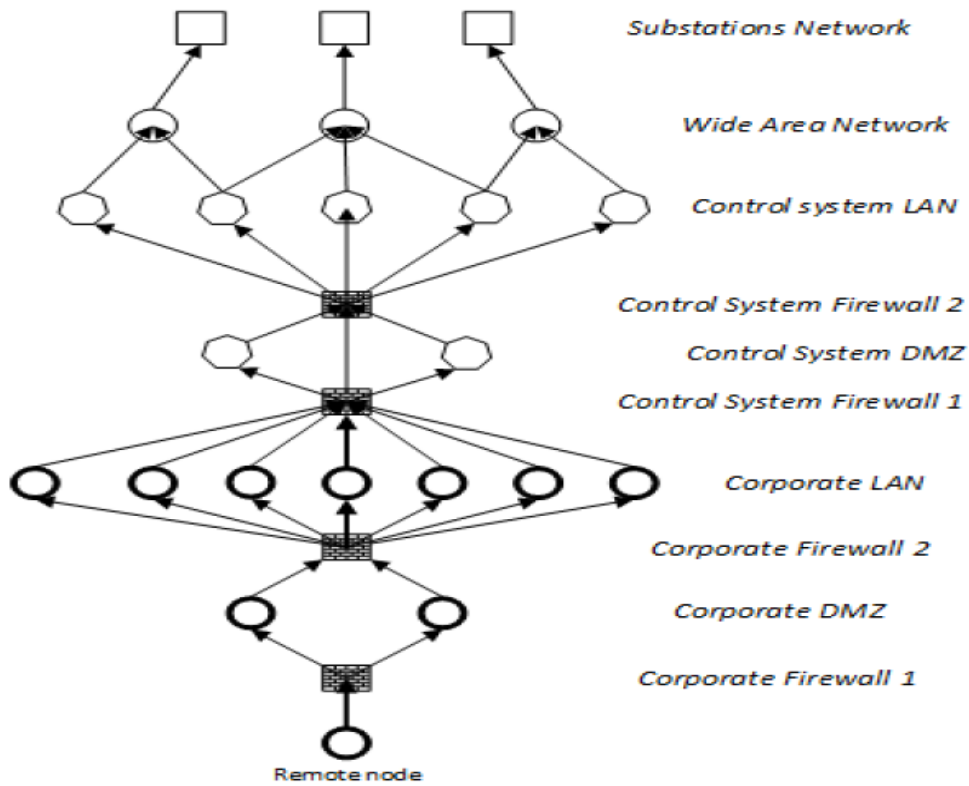 Substations Network
Wide Area Network
Control system LAN
Control System Firewall 2
Control System DMZ
Control System Firewall 1
Corporate LAN
Corporate Firewall 2
Corporate DMZ
Corporate Firewall 1
Remote node